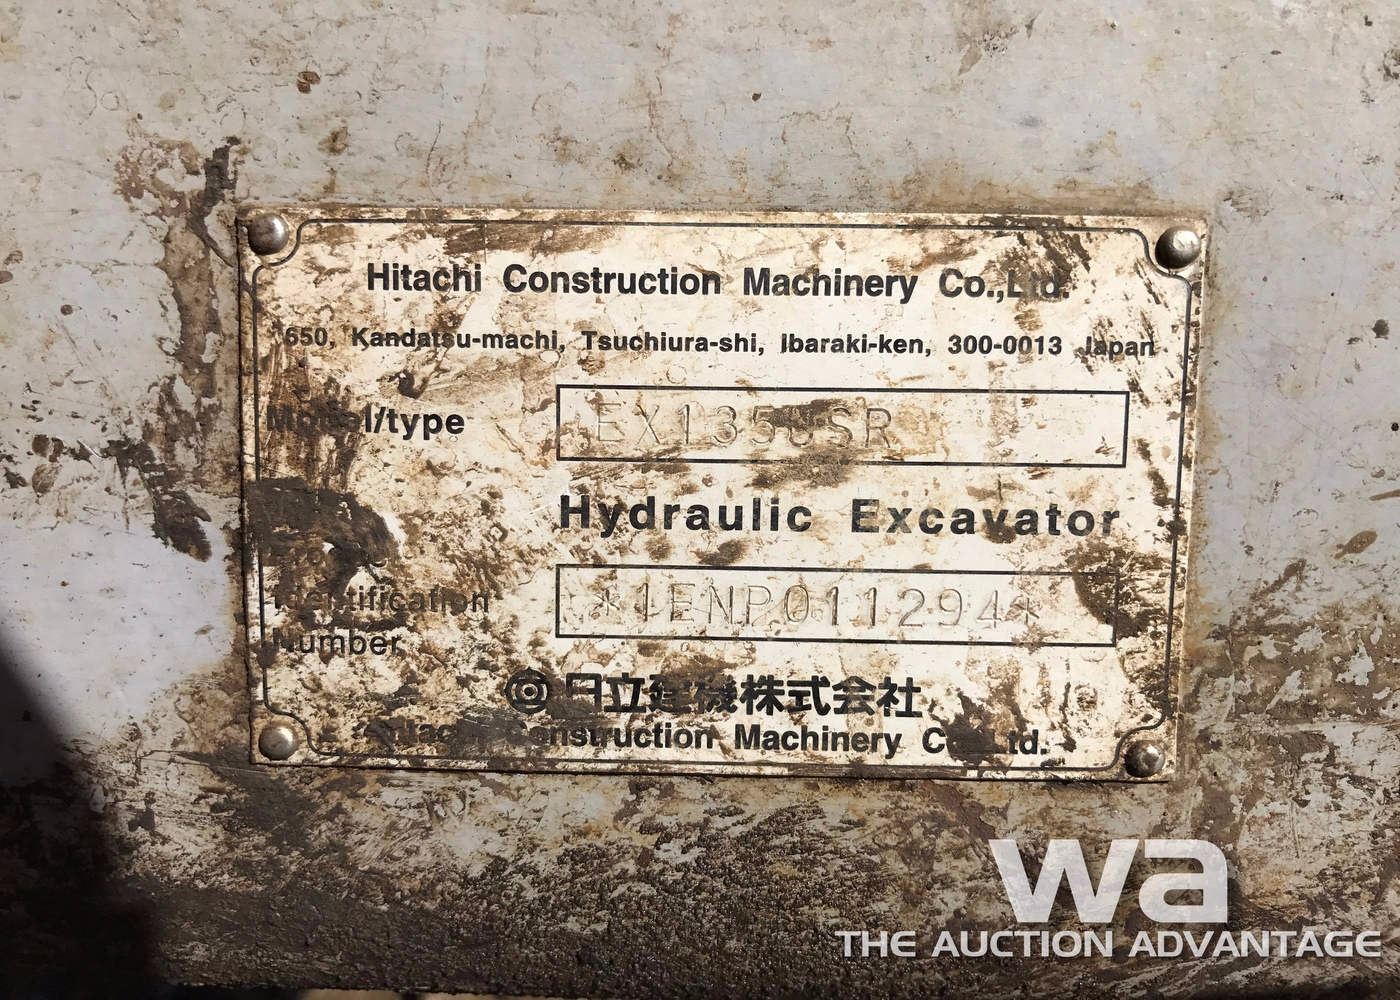 Hitachi Construction Machinery Co.,Ltd.
650, Kandatsu-machi, Tsuchiura-shi, Ibaraki-ken, 300-0013 Japan
Model/type
EX135USR
Hydraulic Excavator
Identification
*1ENP011294*
Number
日立建機株式会社
Hitachi Construction Machinery Co.,Ltd.
wa
THE AUCTION ADVANTAGE